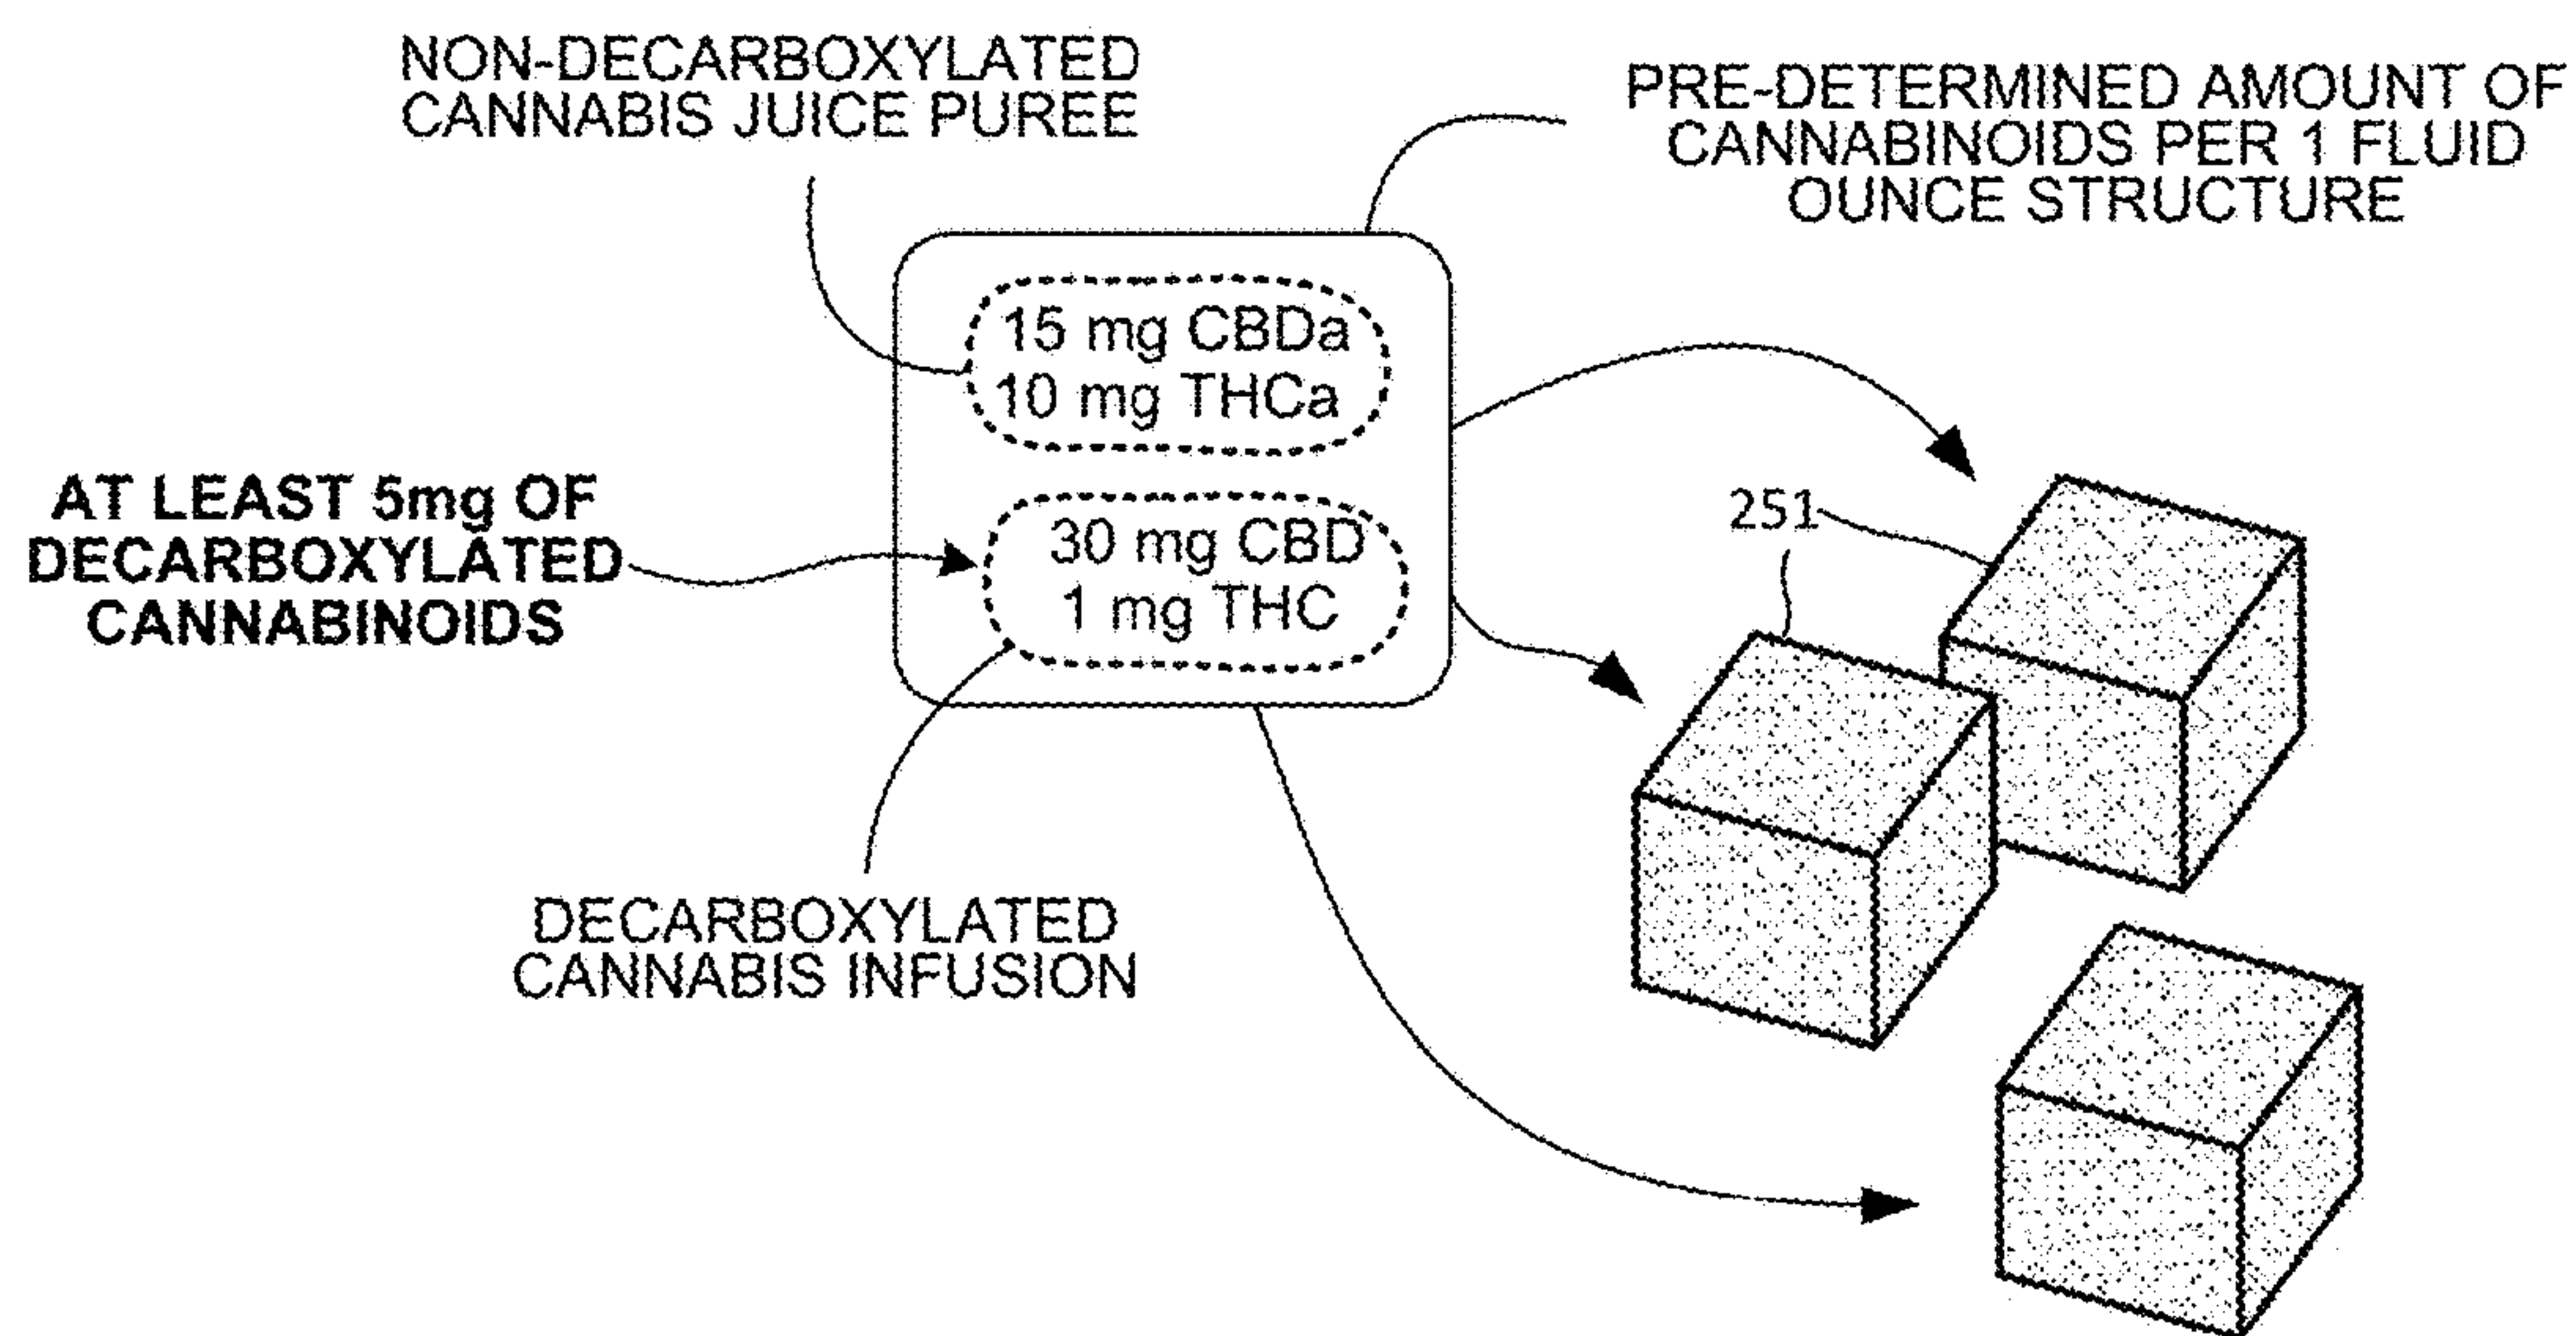 NON-DECARBOXYLATED
CANNABIS JUICE PUREE
PRE-DETERMINED AMOUNT OF
CANNABINOIDS PER 1 FLUID
OUNCE STRUCTURE
15 mg CBDa
10 mg THCa
AT LEAST 5mg OF
DECARBOXYLATED
CANNABINOIDS
30 mg CBD
1 mg THC
251
DECARBOXYLATED
CANNABIS INFUSION